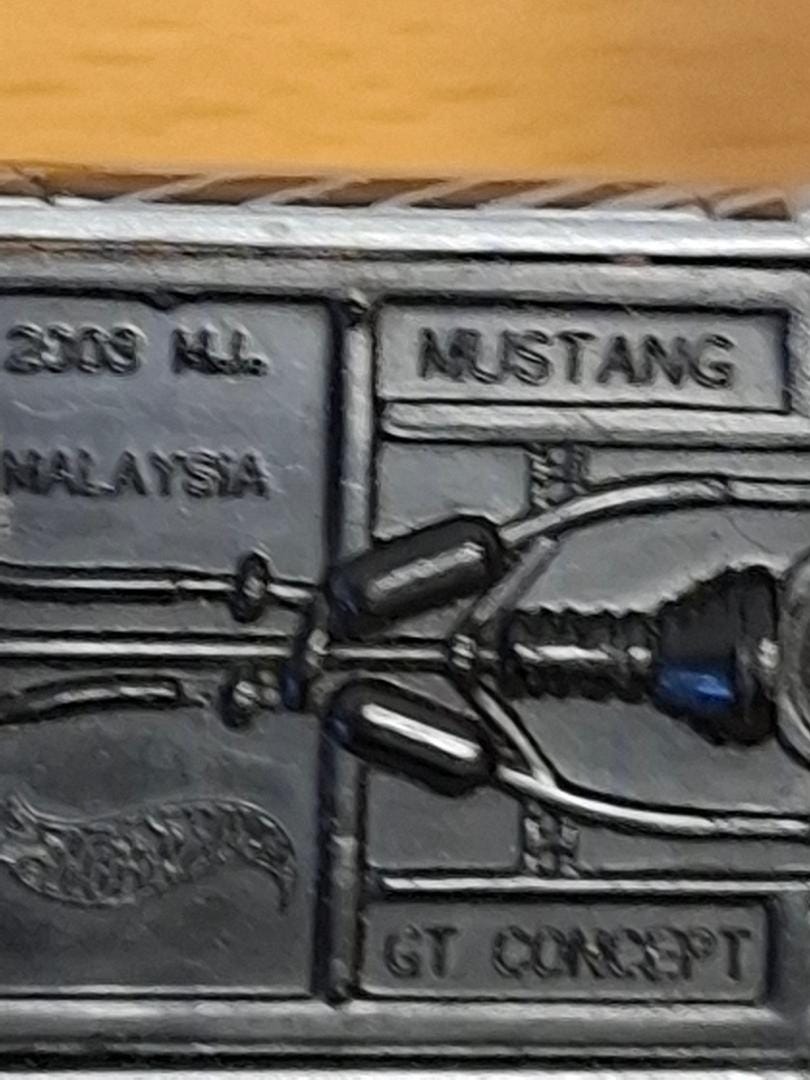 2003 M.I.
MALAYSIA
MUSTANG
GT CONCEPT